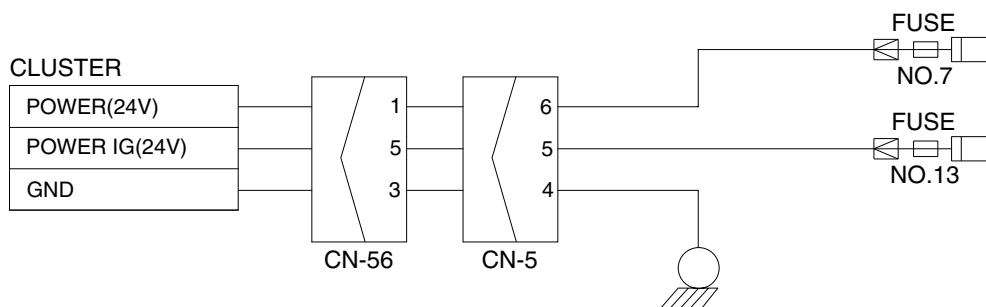 FUSE
NO.7
CLUSTER
POWER(24V)
1
6
FUSE
POWER IG(24V)
5
5
NO.13
GND
3
4
CN-56
CN-5